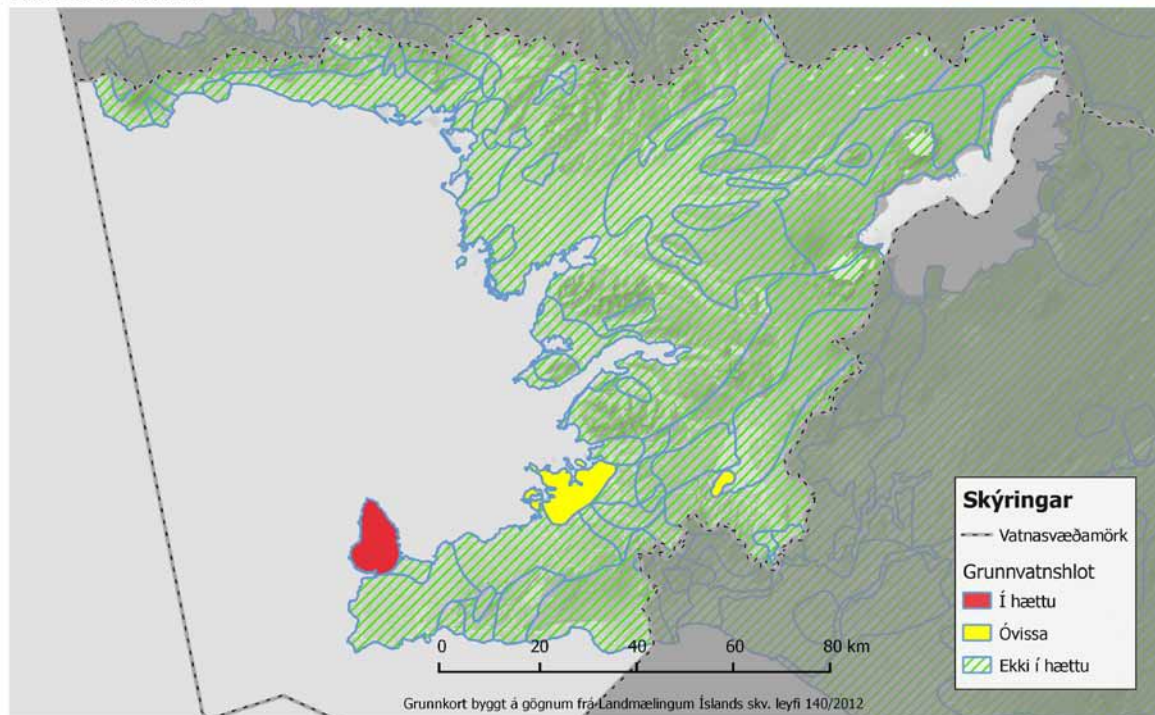 Skýringar
Vatnasvæðamörk
Grunnvatnshlot
Í hættu
Óvissa
Ekki í hættu
0 20 40 60 80 km
Grunnkort byggt á gögnum frá Landmælingum Íslands skv. leyfi 140/2012